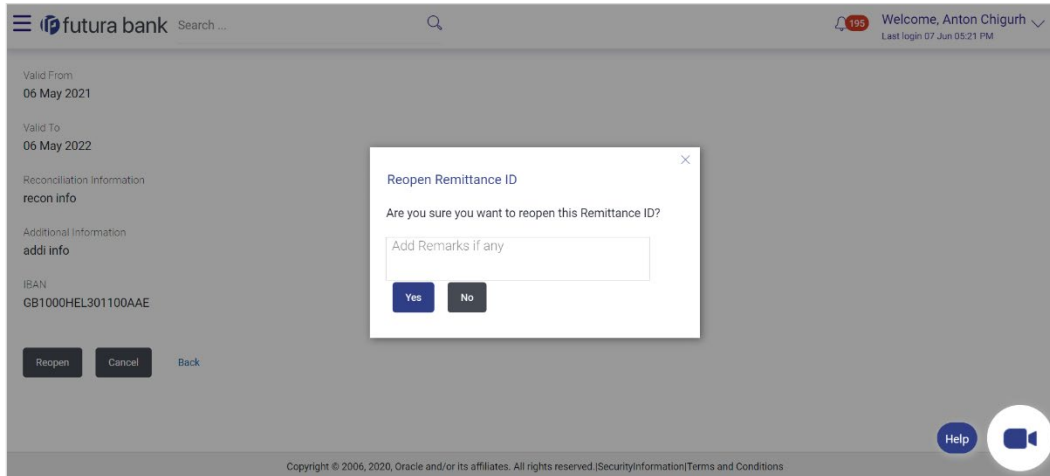 futura bank
Search ...
195
Welcome, Anton Chigurh
Last login 07 Jun 05:21 PM
Valid From
06 May 2021
Valid To
06 May 2022
Reconciliation Information
recon info
Additional Information
addi info
IBAN
GB1000HEL301100AAE
Reopen
Cancel
Back
Reopen Remittance ID
Are you sure you want to reopen this Remittance ID?
Add Remarks if any
Yes
No
Help
Copyright © 2006, 2020, Oracle and/or its affiliates. All rights reserved.|SecurityInformation|Terms and Conditions